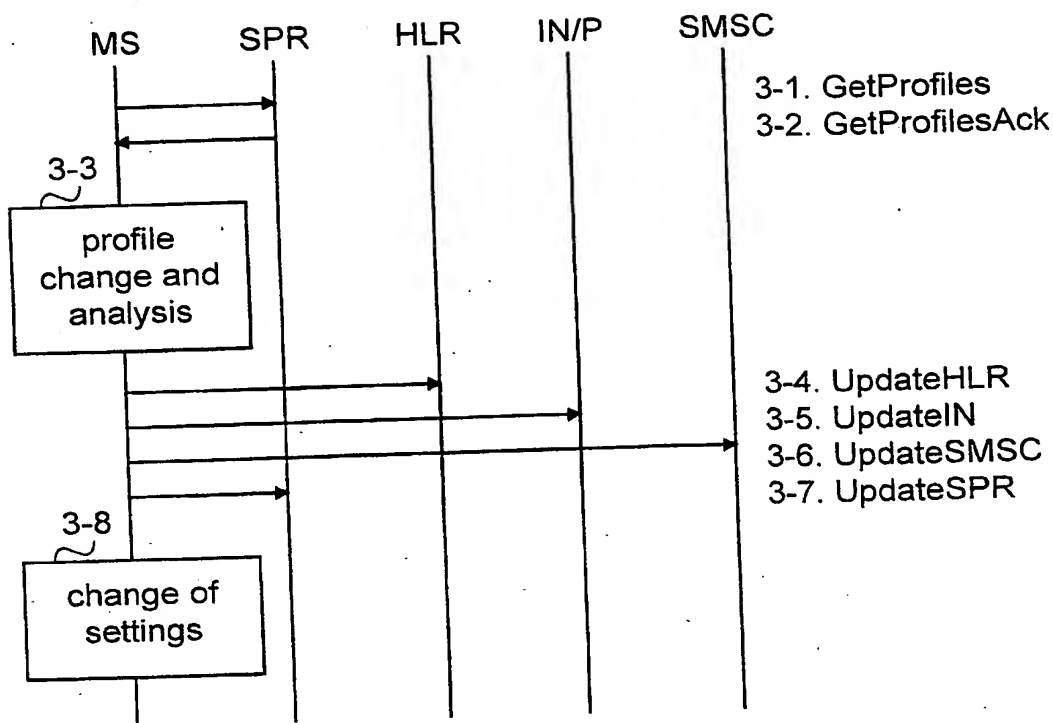 MS SPR HLR IN/P SMSC
3-1. GetProfiles
3-2. GetProfilesAck
3-3
profile
change and
analysis
3-4. UpdateHLR
3-5. UpdateIN
3-6. UpdateSMSC
3-7. UpdateSPR
3-8
change of
settings